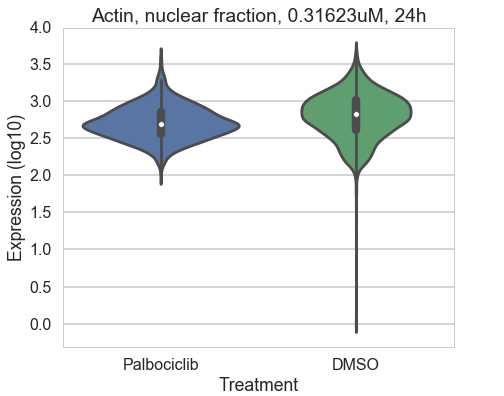 Actin, nuclear fraction, 0.31623uM, 24h
4.0
3.5
3.0
2.5
2.0
1.5
1.0
0.5
0.0
Expression (log10)
Palbociclib DMSO
Treatment